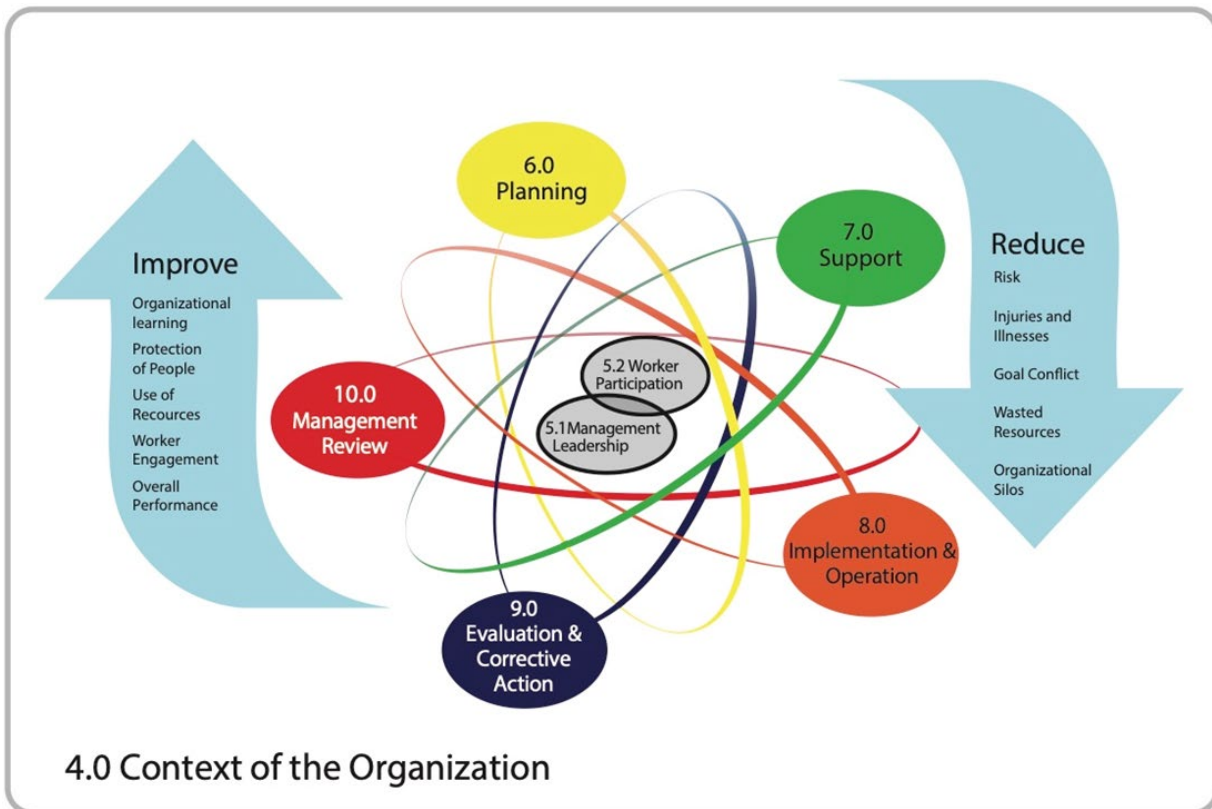 6.0
Planning
7.0
Support
Improve
Organizational
learning
Protection
of People
Use of
Recources
Worker
Engagement
Overall
Performance
Reduce
Risk
Injuries and
Illnesses
Goal Conflict
Wasted
Resources
Organizational
Silos
5.2 Worker
Participation
5.1 Management
Leadership
10.0
Management
Review
8.0
Implementation &
Operation
9.0
Evaluation &
Corrective
Action
4.0 Context of the Organization